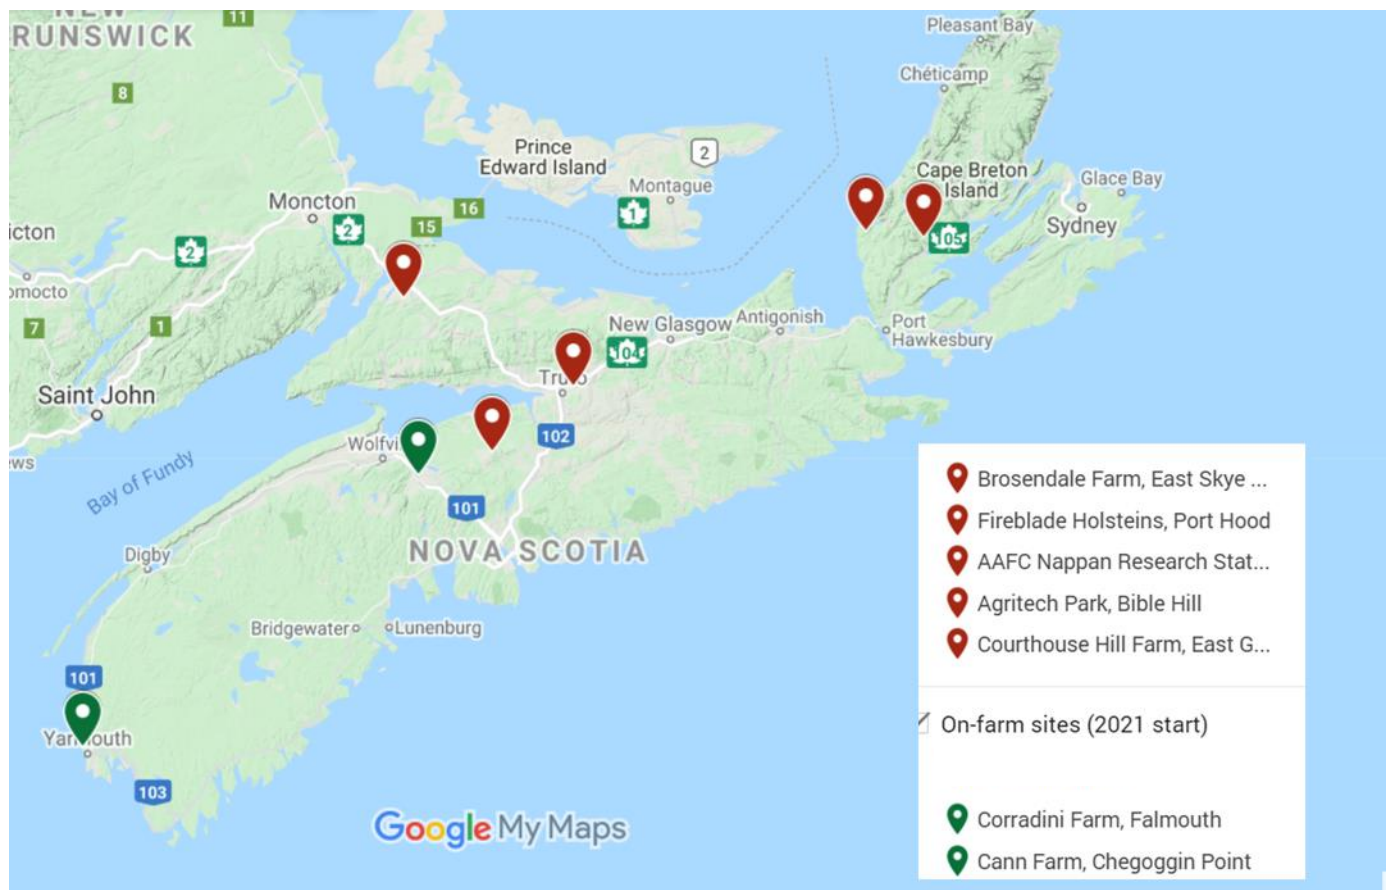 NEW
RUNSWICK
11
8
Pleasant Bay
Chéticamp
Prince
Edward Island
2
Montague
1
Cape Breton
Island
Glace Bay
Sydney
105
Moncton
2
15
16
icton
2
omocto
7
1
New Glasgow
Antigonish
Port
Hawkesbury
104
Saint John
102
Wolfvi
ews
Bay of Fundy
101
NOVA SCOTIA
Digby
Bridgewater
Lunenburg
101
103
Google My Maps
Brosendale Farm, East Skye ...
Fireblade Holsteins, Port Hood
AAFC Nappan Research Stat...
Agritech Park, Bible Hill
Courthouse Hill Farm, East G...
On-farm sites (2021 start)
Corradini Farm, Falmouth
Cann Farm, Chegoggin Point